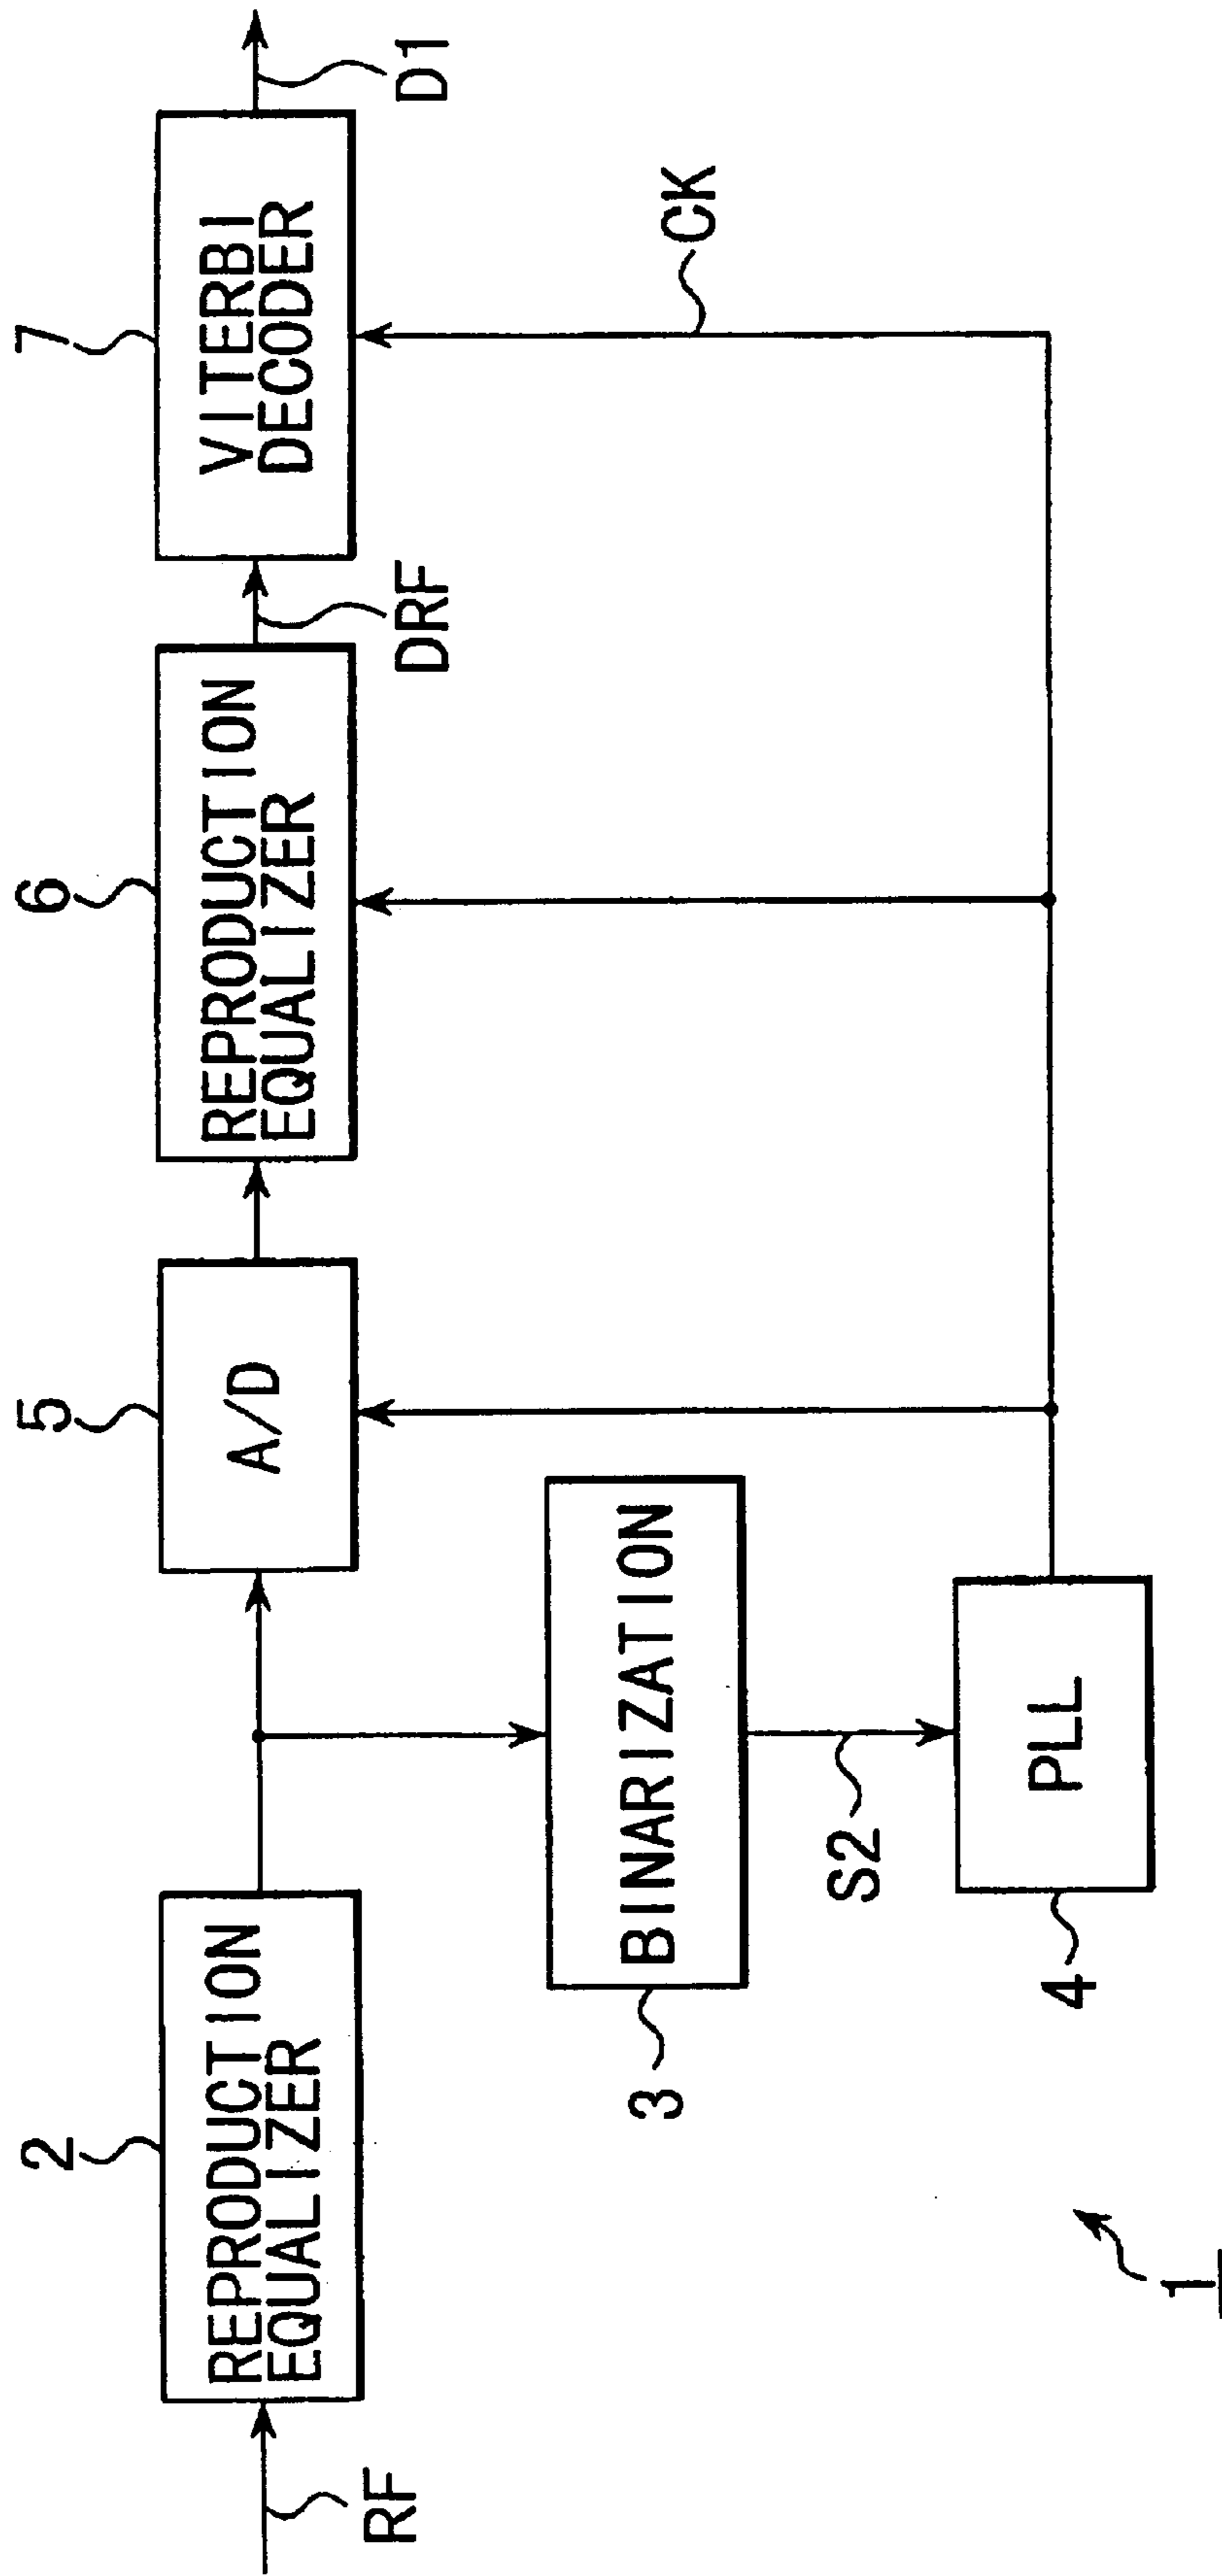 2
5
6
7
REPRODUCTION
EQUALIZER
A/D
REPRODUCTION
EQUALIZER
VITERBI
DECODER
RF
DRF
D1
3
BINARIZATION
CK
S2
4
PLL
1